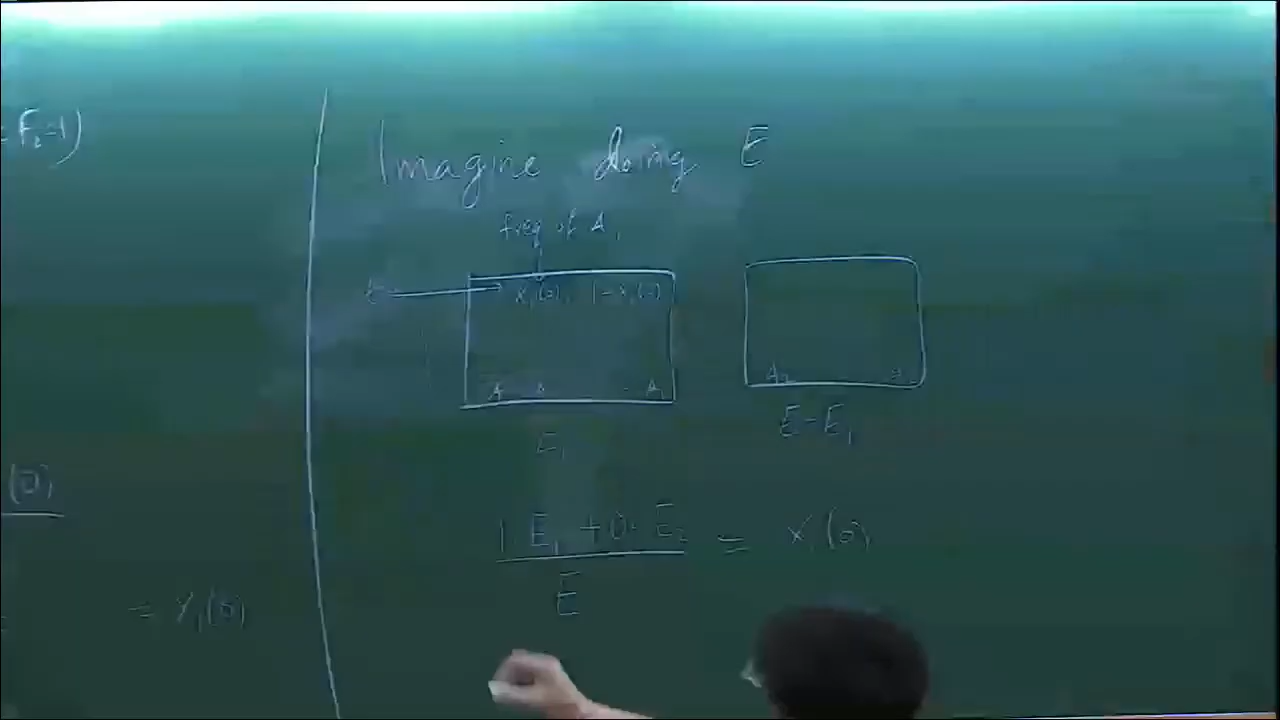 = F₂ = 1)
(0)
= x₁(0)
Imagine doing E
freq of A₁
t
x₁(0), 1-x₁(0)
A A₁
E₁
A₂
E-E₁
1·E₁ + 0·E₂ / E = x₁(0)